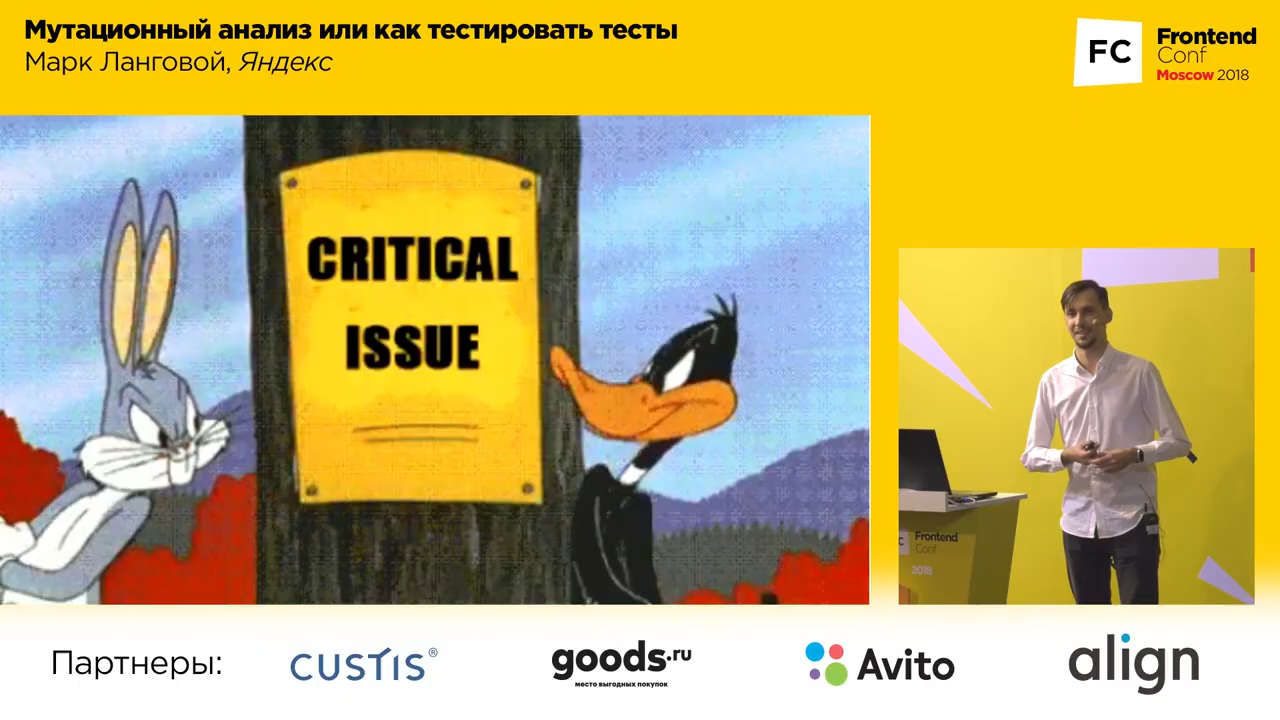 Мутационный анализ или как тестировать тесты
Марк Ланговой, Яндекс
FC
Frontend
Conf
Moscow 2018
CRITICAL
ISSUE
C
Frontend
Conf
2018
Партнеры:
CUSTIS®
goods.ru
место выгодных покупок
Avito
align